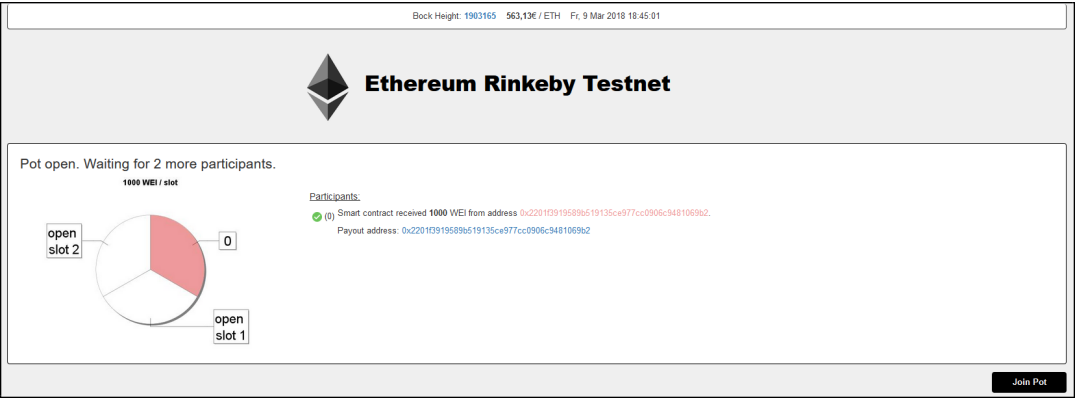 Bock Height: 1903165 563,13€ / ETH Fr, 9 Mar 2018 18:45:01
Ethereum Rinkeby Testnet
Pot open. Waiting for 2 more participants.
1000 WEI / slot
open
slot 2
0
open
slot 1
Participants:
(0) Smart contract received 1000 WEI from address 0x2201f3919589b519135ce977cc0906c9481069b2.
Payout address: 0x2201f3919589b519135ce977cc0906c9481069b2
Join Pot